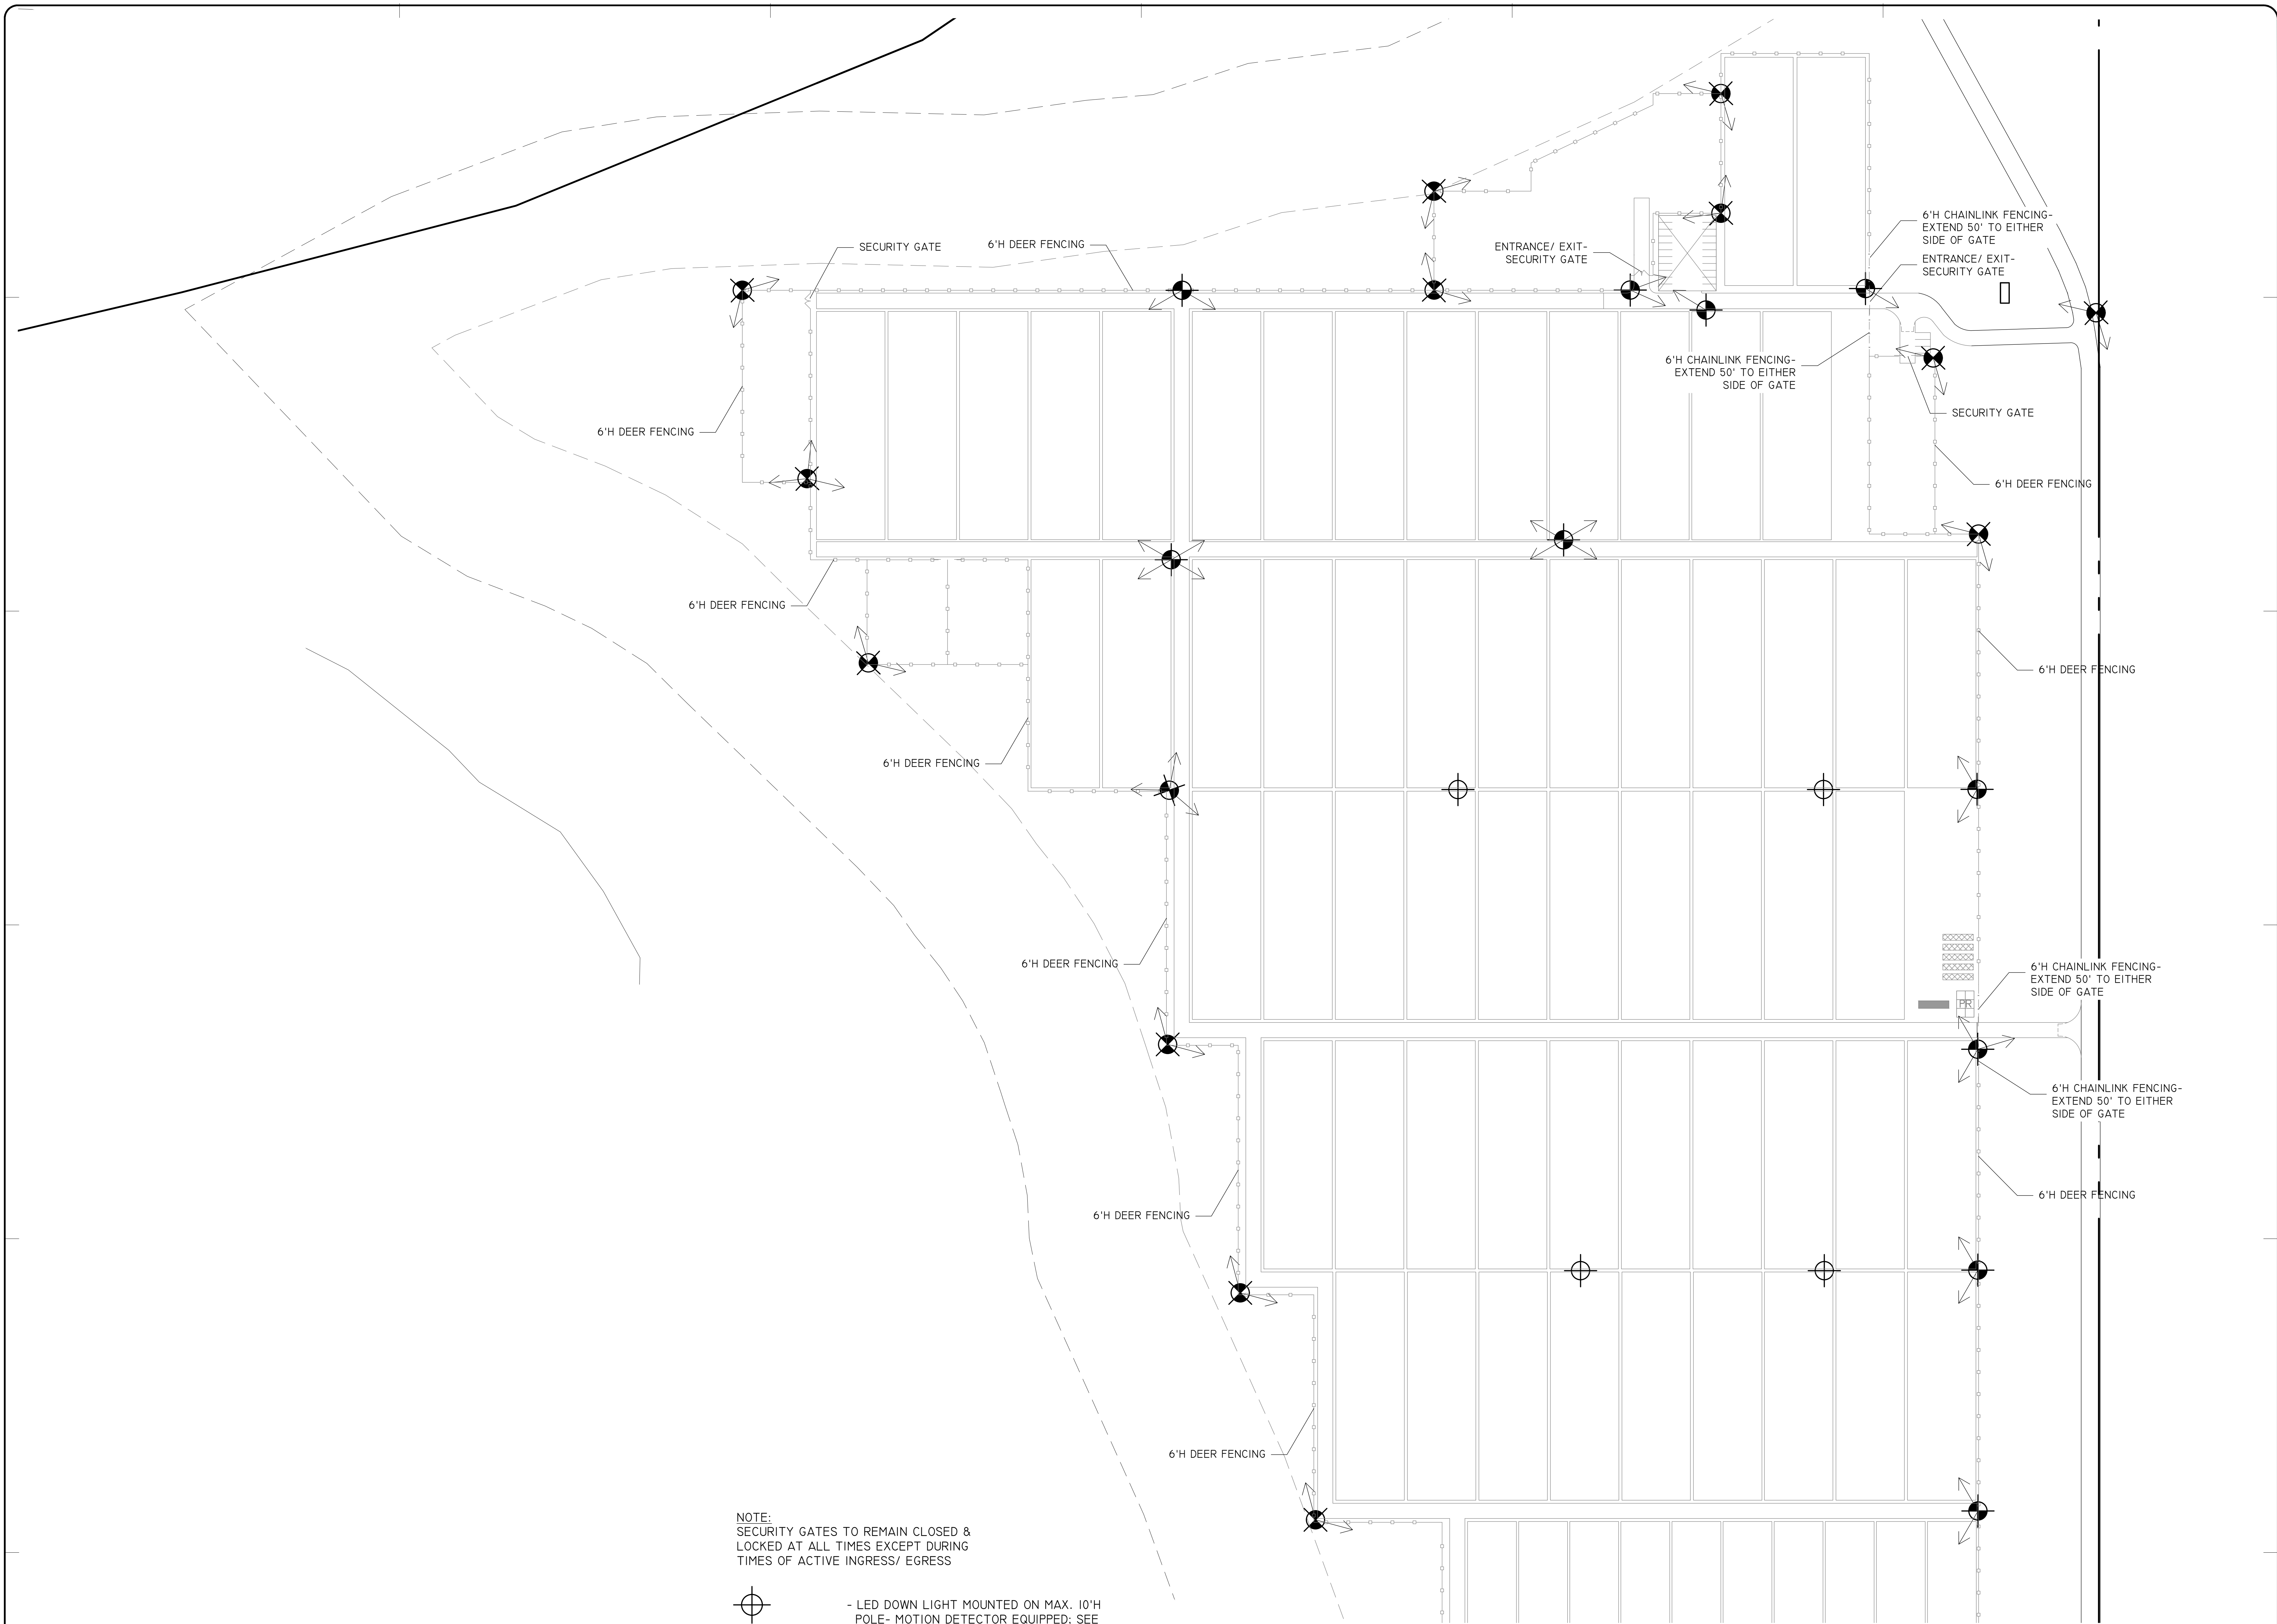 6'H CHAINLINK FENCING-
EXTEND 50' TO EITHER
SIDE OF GATE
SECURITY GATE
6'H DEER FENCING
ENTRANCE/ EXIT-
SECURITY GATE
ENTRANCE/ EXIT-
SECURITY GATE
6'H CHAINLINK FENCING-
EXTEND 50' TO EITHER
SIDE OF GATE
SECURITY GATE
6'H DEER FENCING
6'H DEER FENCING
6'H DEER FENCING
6'H DEER FENCING
6'H DEER FENCING
6'H DEER FENCING
6'H CHAINLINK FENCING-
EXTEND 50' TO EITHER
SIDE OF GATE
PR
6'H CHAINLINK FENCING-
EXTEND 50' TO EITHER
SIDE OF GATE
6'H DEER FENCING
6'H DEER FENCING
6'H DEER FENCING
NOTE:
SECURITY GATES TO REMAIN CLOSED &
LOCKED AT ALL TIMES EXCEPT DURING
TIMES OF ACTIVE INGRESS/ EGRESS
- LED DOWN LIGHT MOUNTED ON MAX. 10'H
POLE- MOTION DETECTOR EQUIPPED; SEE